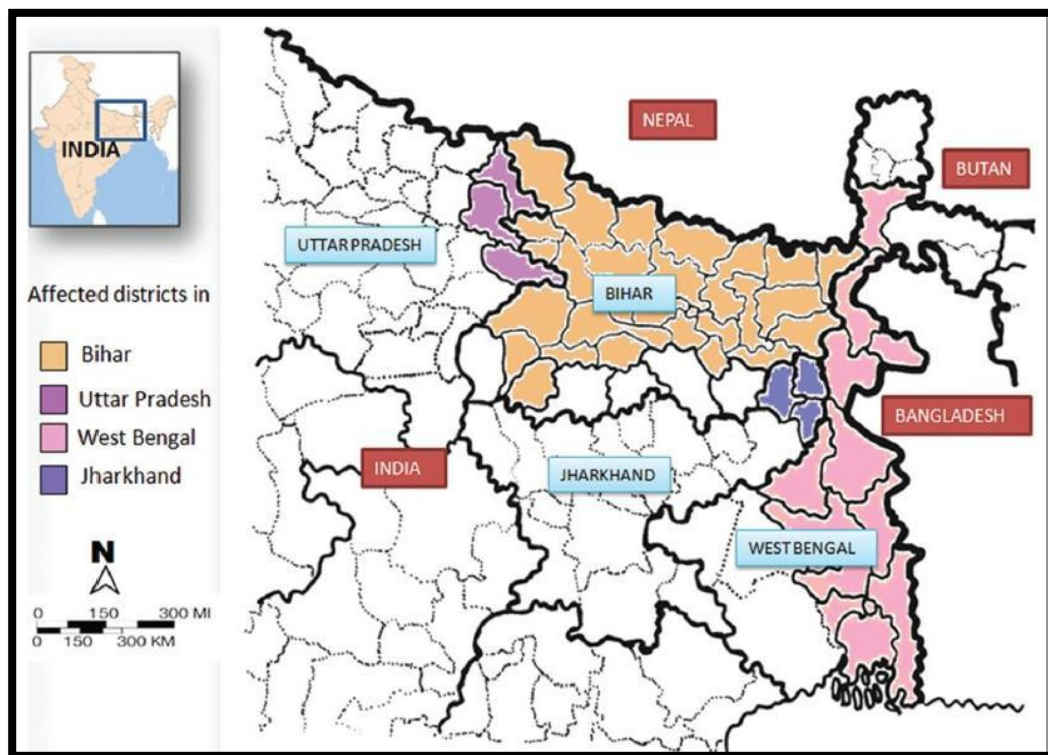 INDIA
Affected districts in
Bihar
Uttar Pradesh
West Bengal
Jharkhand
N
0 150 300 MI
0 150 300 KM
NEPAL
BUTAN
UTTAR PRADESH
BIHAR
BANGLADESH
INDIA
JHARKHAND
WEST BENGAL